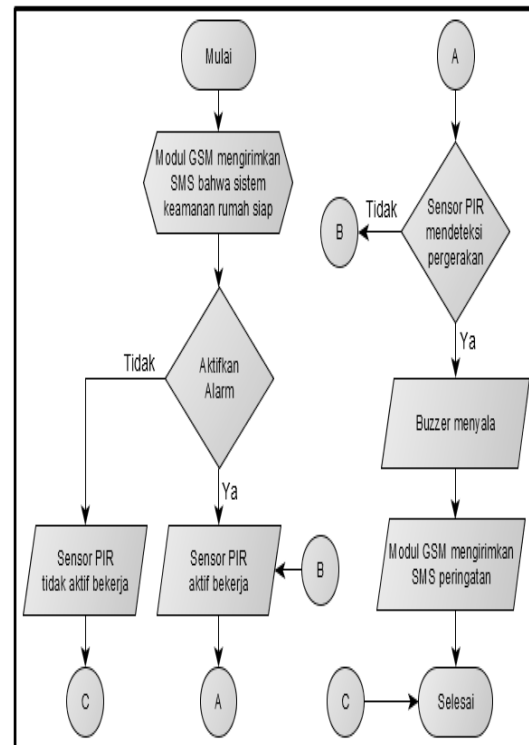 Mulai
Modul GSM mengirimkan
SMS bahwa sistem
keamanan rumah siap
Aktifkan
Alarm
Tidak
Ya
Sensor PIR
tidak aktif bekerja
Sensor PIR
aktif bekerja
B
C
A
A
Sensor PIR
mendeteksi
pergerakan
Tidak
B
Ya
Buzzer menyala
Modul GSM mengirimkan
SMS peringatan
C
Selesai